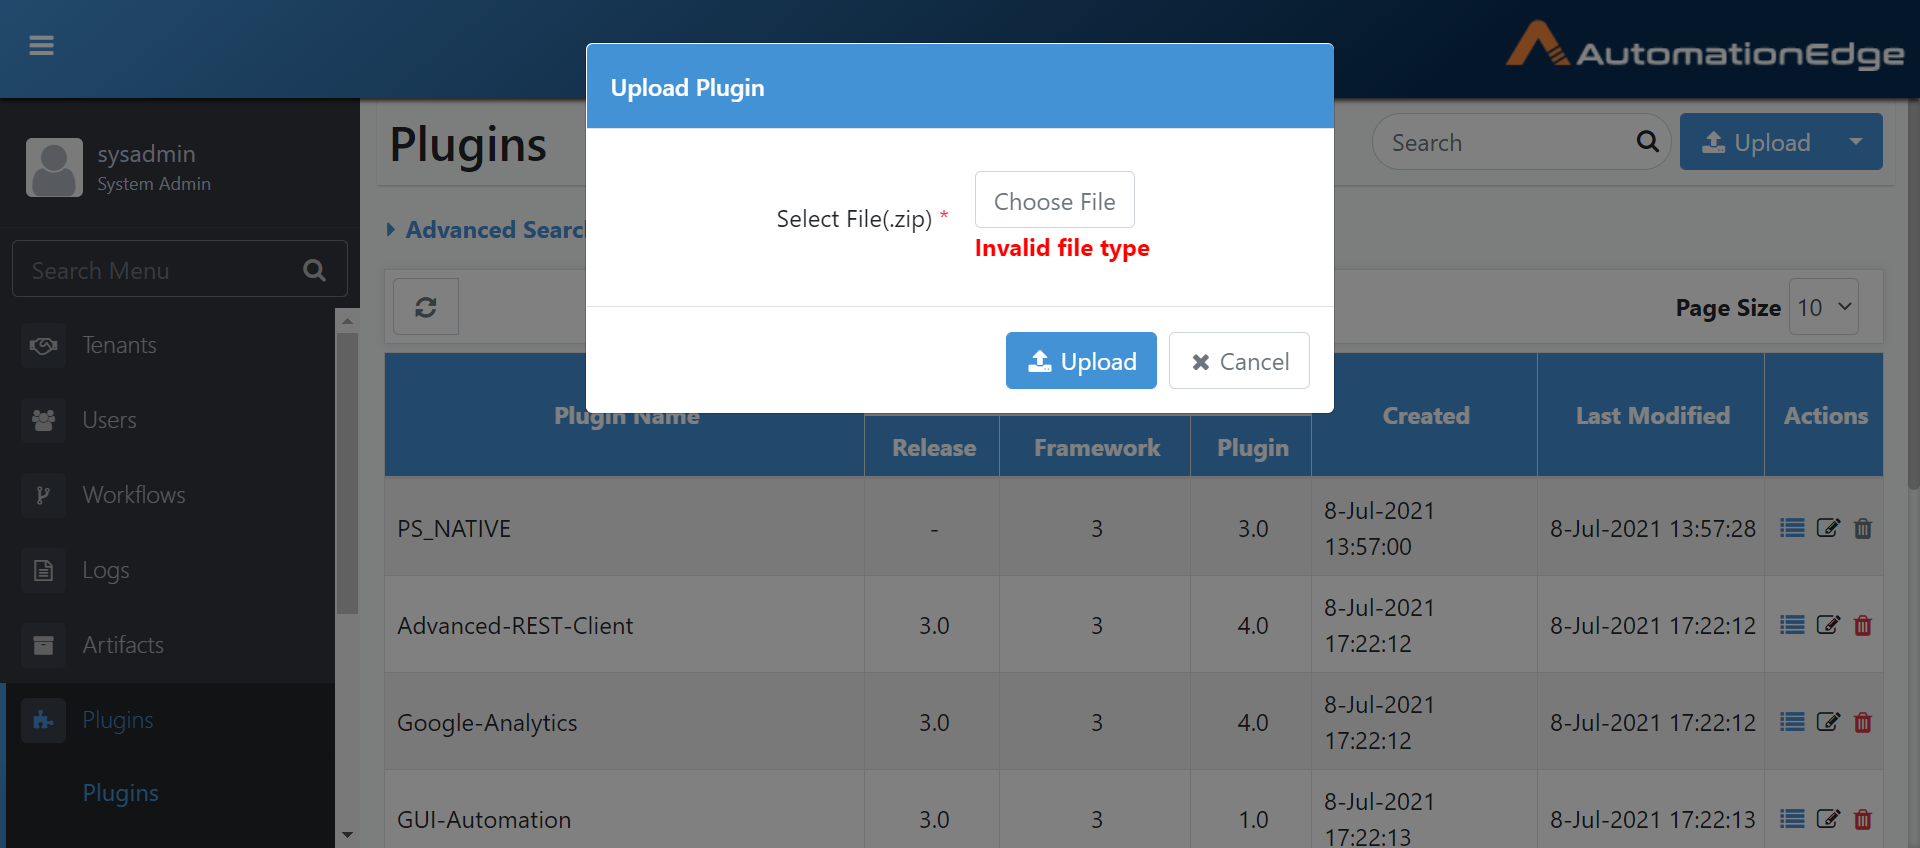 AutomationEdge
sysadmin
System Admin
Search Menu
Tenants
Users
Workflows
Logs
Artifacts
Plugins
Plugins
Plugins
Search
Upload
Advanced Searc
Page Size 10
Upload Plugin
Select File(.zip) *
Choose File
Invalid file type
Upload
Cancel
Plugin Name
Release
Framework
Plugin
Created
Last Modified
Actions
PS_NATIVE - 3 3.0 8-Jul-2021 13:57:28
8-Jul-2021
13:57:00
Advanced-REST-Client 3.0 3 4.0 8-Jul-2021 17:22:12
8-Jul-2021
17:22:12
Google-Analytics 3.0 3 4.0 8-Jul-2021 17:22:12
8-Jul-2021
17:22:12
GUI-Automation 3.0 3 1.0 8-Jul-2021 17:22:13
8-Jul-2021
17:22:13